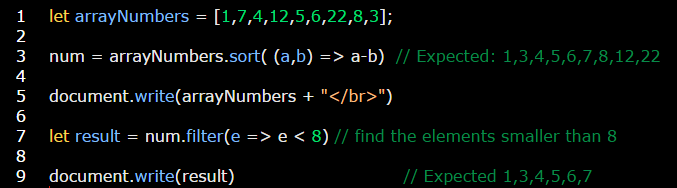 1 let arrayNumbers = [1,7,4,12,5,6,22,8,3];
2
3 num = arrayNumbers.sort( (a,b) => a-b) // Expected: 1,3,4,5,6,7,8,12,22
4
5 document.write(arrayNumbers + "</br>")
6
7 let result = num.filter(e => e < 8) // find the elements smaller than 8
8
9 document.write(result) // Expected 1,3,4,5,6,7